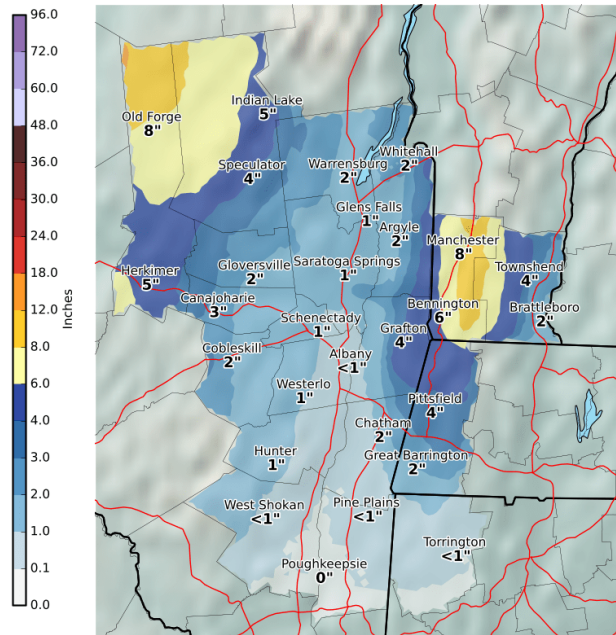 96.0
72.0
60.0
48.0
36.0
30.0
24.0
18.0
12.0
8.0
6.0
4.0
3.0
2.0
1.0
0.1
0.0
Inches
Old Forge
8"
Indian Lake
5"
Speculator
4"
Warrensburg
2"
Whitehall
2"
Glens Falls
1"
Argyle
2"
Manchester
8"
Herkimer
5"
Gloversville
2"
Saratoga Springs
1"
Townshend
4"
Canajoharie
3"
Schenectady
1"
Bennington
6"
Brattleboro
2"
Grafton
4"
Cobleskill
2"
Albany
<1"
Westerlo
1"
Pittsfield
4"
Chatham
2"
Hunter
1"
Great Barrington
2"
West Shokan
<1"
Pine Plains
<1"
Torrington
<1"
Poughkeepsie
0"